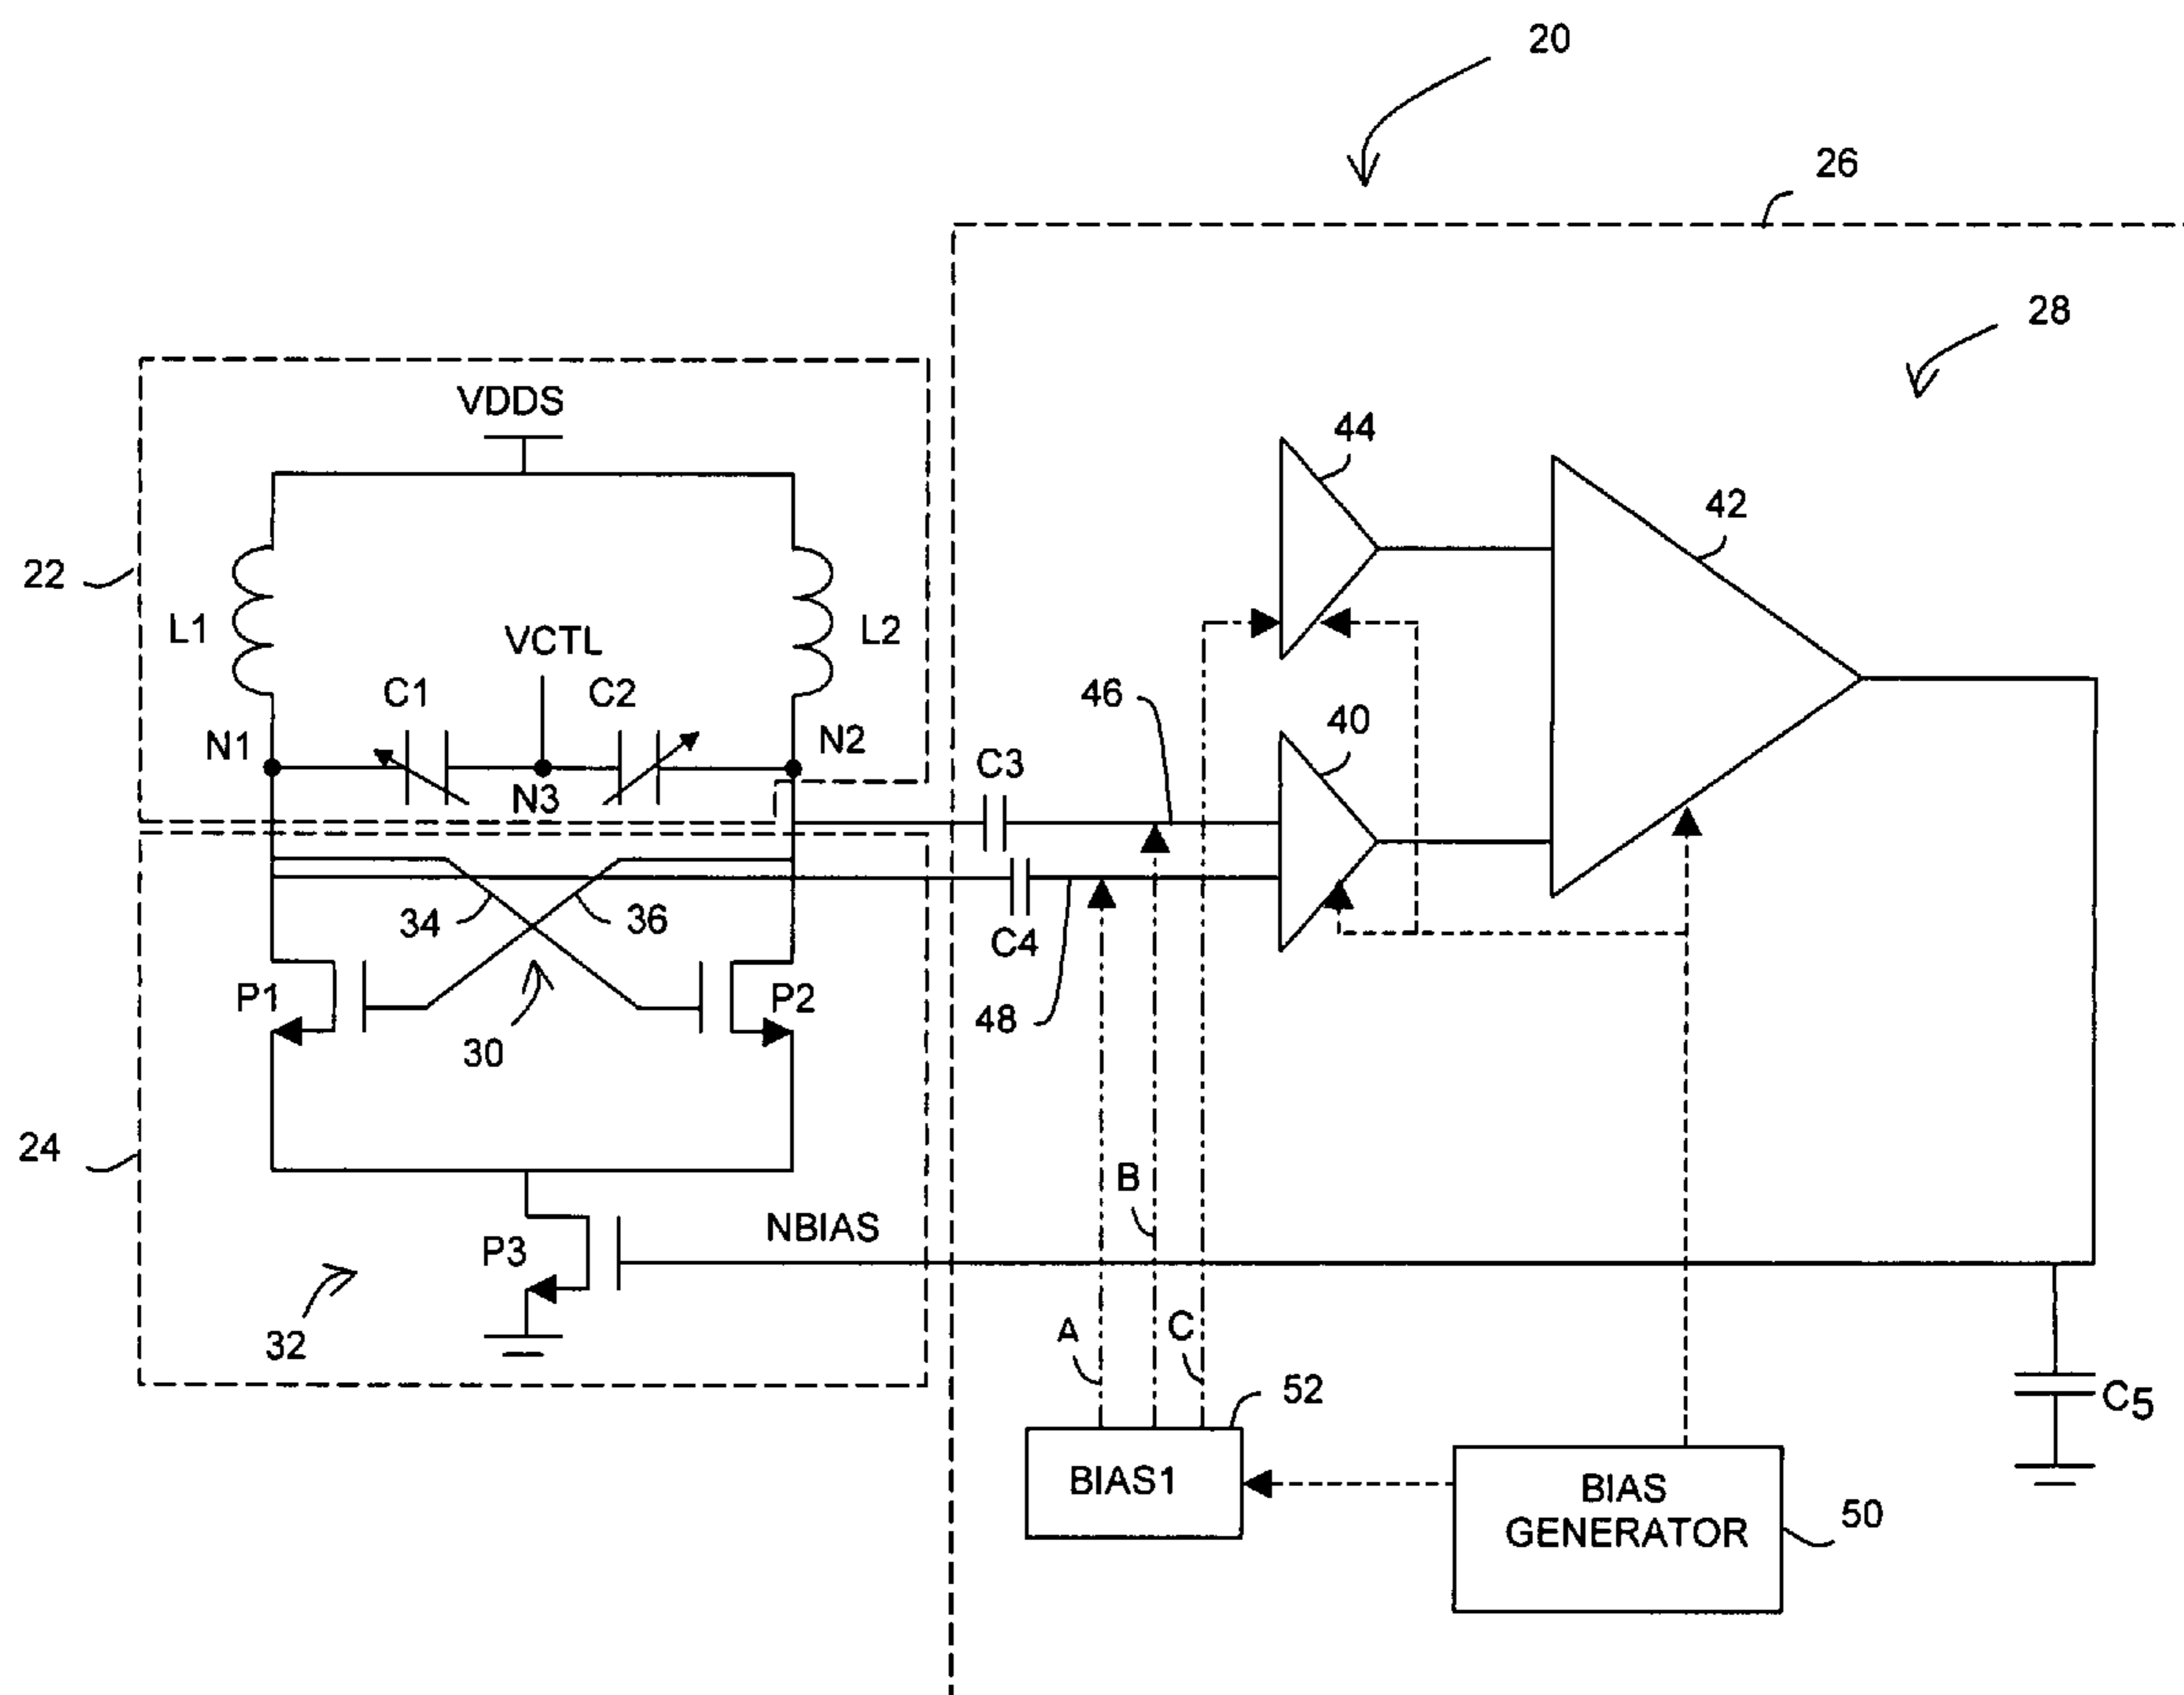 20
26
28
VDDS
44
42
22
L1
L2
VCTL
C1
C2
46
40
N1
N2
N3
C3
34
36
C4
P1
P2
48
30
24
B
NBIAS
P3
A
C
32
52
C5
BIAS1
BIAS
GENERATOR
50